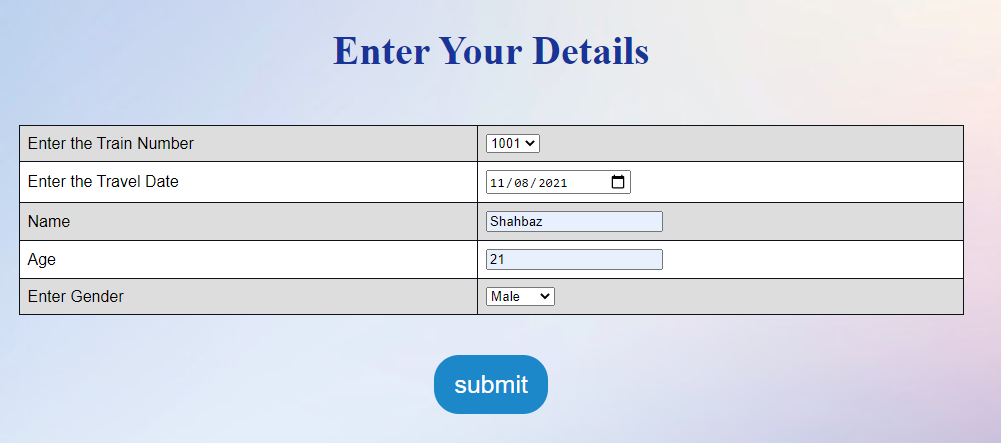 Enter Your Details
Enter the Train Number 1001
Enter the Travel Date 11/08/2021
Name Shahbaz
Age 21
Enter Gender Male
submit